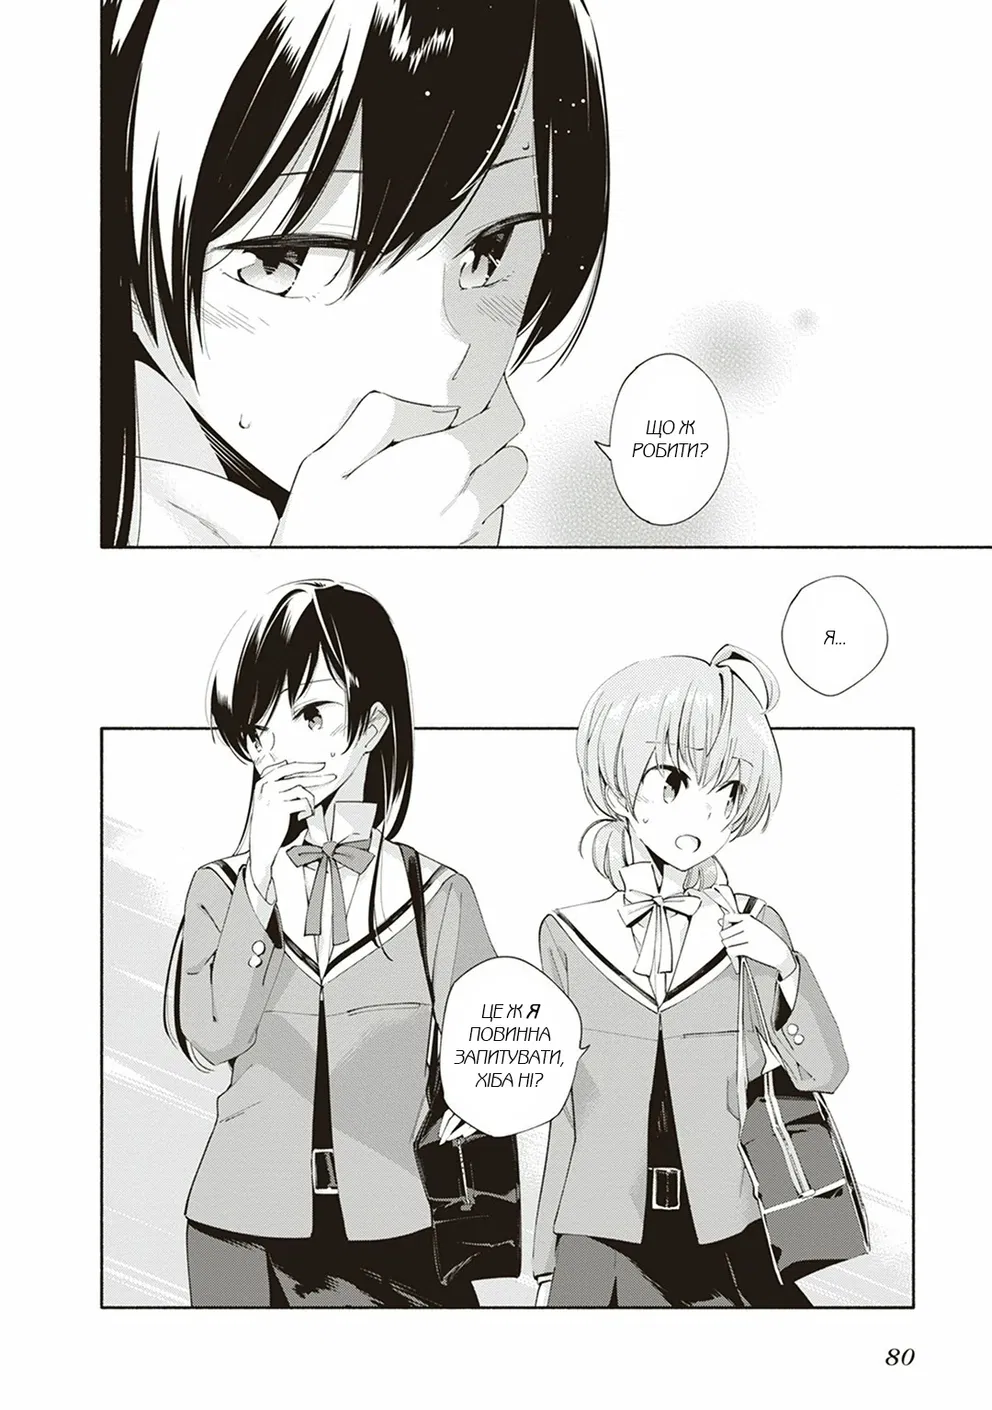 ЩО Ж
РОБИТИ?
Я...
ЦЕ Ж Я
ПОВИННА
ЗАПИТУВАТИ,
ХІБА НІ?
80